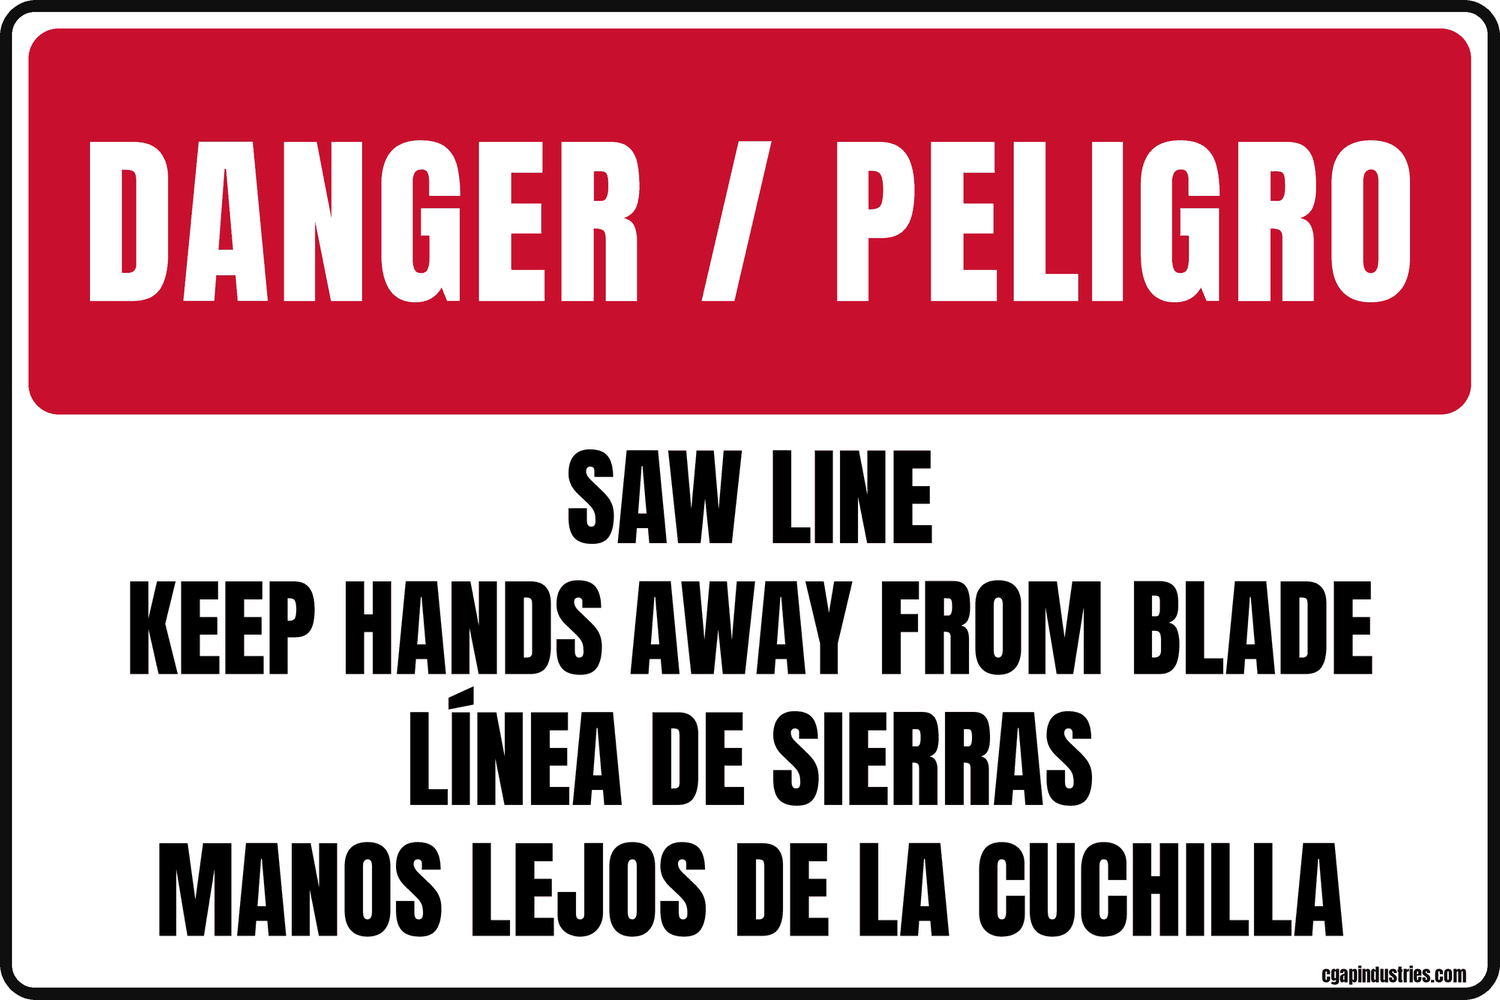 DANGER / PELIGRO
SAW LINE
KEEP HANDS AWAY FROM BLADE
LÍNEA DE SIERRAS
MANOS LEJOS DE LA CUCHILLA
cgapindustries.com